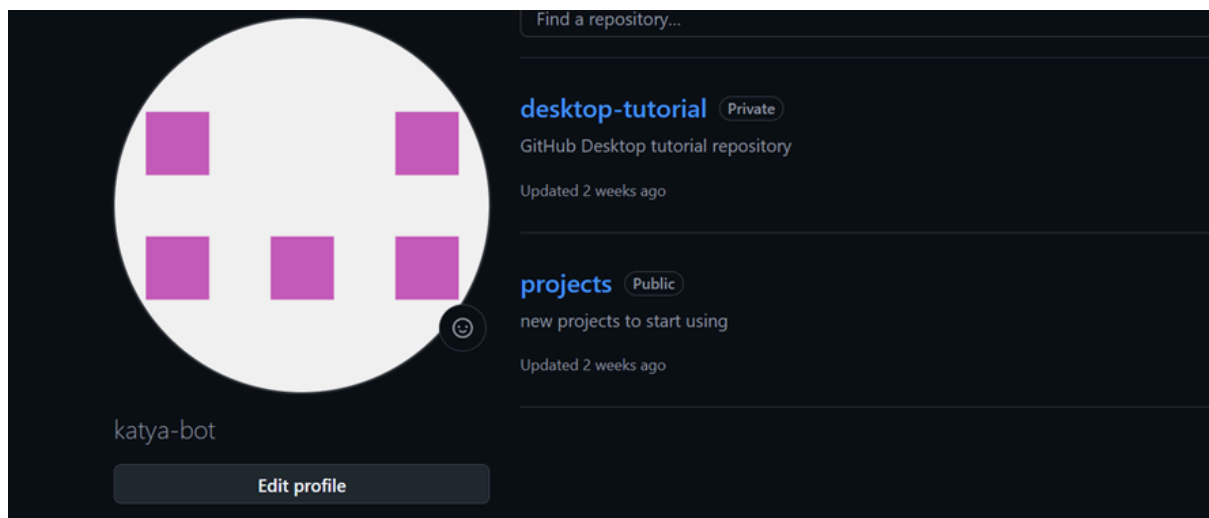 Find a repository...
desktop-tutorial Private
GitHub Desktop tutorial repository
Updated 2 weeks ago
projects Public
new projects to start using
Updated 2 weeks ago
katya-bot
Edit profile